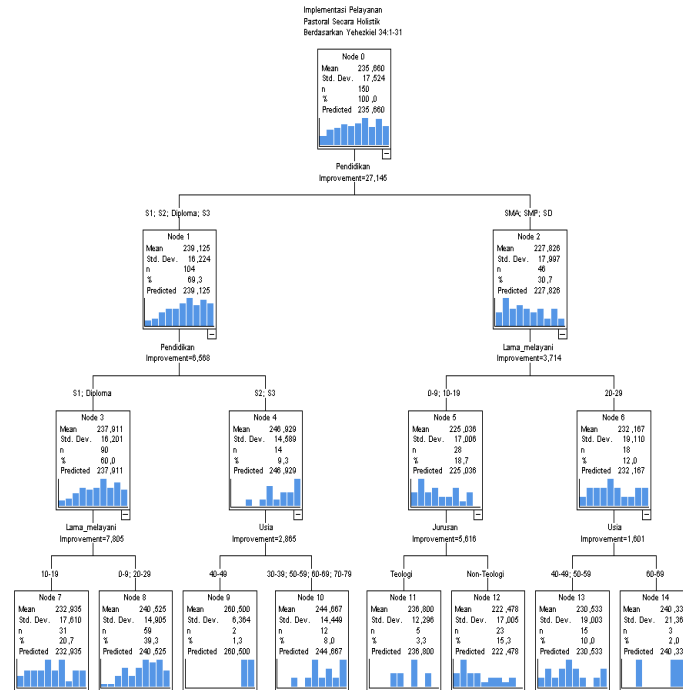 Implementasi Pelayanan
Pastoral Secara Holistik
Berdasarkan Yehezkiel 34:1-31
Node 0
Mean 235,660
Std. Dev. 17,524
n 150
% 100,0
Predicted 235,660
Pendidikan
Improvement=27,145
S1; S2; Diploma; S3
SMA; SMP; SD
Node 1
Mean 239,125
Std. Dev. 16,224
n 104
% 69,3
Predicted 239,125
Node 2
Mean 227,826
Std. Dev. 17,997
n 46
% 30,7
Predicted 227,826
Pendidikan
Improvement=6,568
Lama_melayani
Improvement=3,714
S1; Diploma
S2; S3
0-9; 10-19
20-29
Node 3
Mean 237,911
Std. Dev. 16,201
n 90
% 60,0
Predicted 237,911
Node 4
Mean 246,929
Std. Dev. 14,589
n 14
% 9,3
Predicted 246,929
Node 5
Mean 225,036
Std. Dev. 17,006
n 28
% 18,7
Predicted 225,036
Node 6
Mean 232,167
Std. Dev. 19,110
n 18
% 12,0
Predicted 232,167
Lama_melayani
Improvement=7,805
Usia
Improvement=2,865
Jurusan
Improvement=5,616
Usia
Improvement=1,601
10-19
0-9; 20-29
40-49
30-39; 50-59; 60-69; 70-79
Teologi
Non-Teologi
40-49; 50-59
60-69
Node 7
Mean 232,935
Std. Dev. 17,610
n 31
% 20,7
Predicted 232,935
Node 8
Mean 240,525
Std. Dev. 14,905
n 59
% 39,3
Predicted 240,525
Node 9
Mean 260,500
Std. Dev. 6,364
n 2
% 1,3
Predicted 260,500
Node 10
Mean 244,667
Std. Dev. 14,449
n 12
% 8,0
Predicted 244,667
Node 11
Mean 236,800
Std. Dev. 12,296
n 5
% 3,3
Predicted 236,800
Node 12
Mean 222,478
Std. Dev. 17,005
n 23
% 15,3
Predicted 222,478
Node 13
Mean 230,533
Std. Dev. 19,003
n 15
% 10,0
Predicted 230,533
Node 14
Mean 240,33
Std. Dev. 21,36
n 3
% 2,0
Predicted 240,33